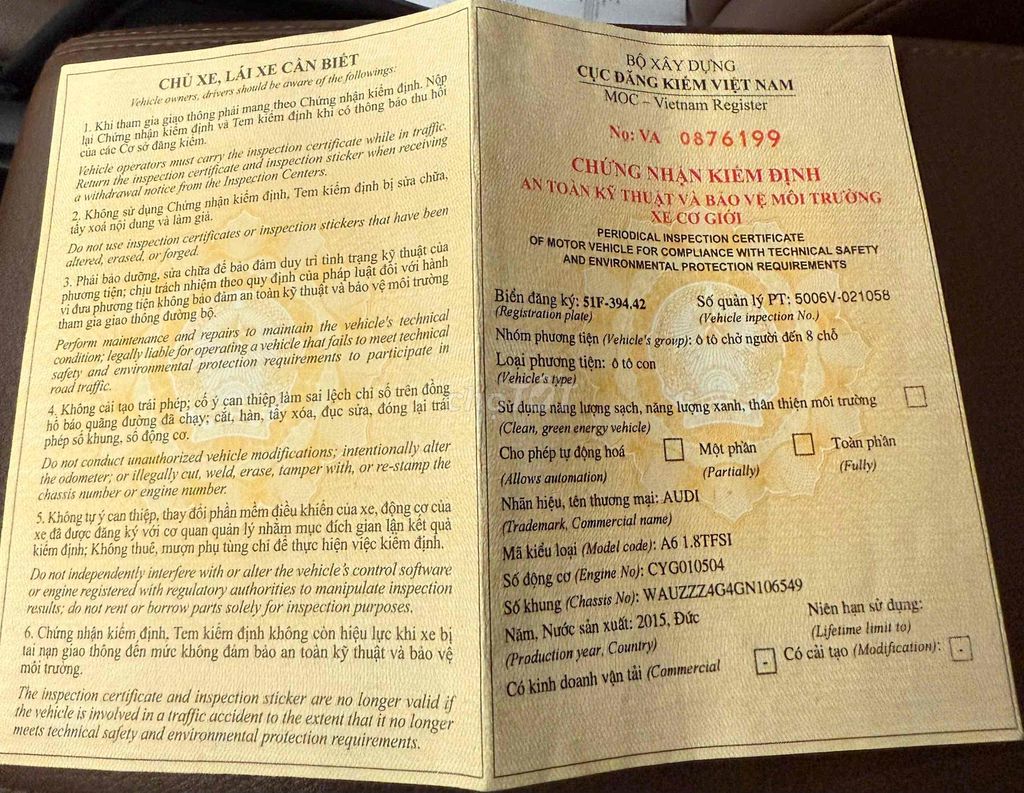 CHỦ XE, LÁI XE CẦN BIẾT
Vehicle owners, drivers should be aware of the followings:
1. Khi tham gia giao thông phải mang theo Chứng nhận kiểm định. Nộp
lại Chứng nhận kiểm định và Tem kiểm định khi có thông báo thu hồi
của các Cơ sở đăng kiểm.
Vehicle operators must carry the inspection certificate while in traffic.
Return the inspection certificate and inspection sticker when receiving
a withdrawal notice from the Inspection Centers.
2. Không sử dụng Chứng nhận kiểm định, Tem kiểm định bị sửa chữa,
tẩy xoá nội dung và làm giả.
Do not use inspection certificates or inspection stickers that have been
altered, erased, or forged.
3. Phải bảo dưỡng, sửa chữa để bảo đảm duy trì tình trạng kỹ thuật của
phương tiện; chịu trách nhiệm theo quy định của pháp luật đối với hành
vi đưa phương tiện không bảo đảm an toàn kỹ thuật và bảo vệ môi trường
tham gia giao thông đường bộ.
Perform maintenance and repairs to maintain the vehicle's technical
condition; legally liable for operating a vehicle that fails to meet technical
safety and environmental protection requirements to participate in
road traffic.
4. Không cải tạo trái phép; cố ý can thiệp làm sai lệch chỉ số trên đồng
hồ báo quãng đường đã chạy; cắt, hàn, tẩy xóa, đục sửa, đóng lại trái
phép số khung, số động cơ.
Do not conduct unauthorized vehicle modifications; intentionally alter
the odometer; or illegally cut, weld, erase, tamper with, or re-stamp the
chassis number or engine number.
5. Không tự ý can thiệp, thay đổi phần mềm điều khiển của xe, động cơ của
xe đã được đăng ký với cơ quan quản lý nhằm mục đích gian lận kết quả
kiểm định; Không thuê, mượn phụ tùng chỉ để thực hiện việc kiểm định.
Do not independently interfere with or alter the vehicle's control software
or engine registered with regulatory authorities to manipulate inspection
results; do not rent or borrow parts solely for inspection purposes.
6. Chứng nhận kiểm định, Tem kiểm định không còn hiệu lực khi xe bị
tai nạn giao thông đến mức không đảm bảo an toàn kỹ thuật và bảo vệ
môi trường.
The inspection certificate and inspection sticker are no longer valid if
the vehicle is involved in a traffic accident to the extent that it no longer
meets technical safety and environmental protection requirements.
BỘ XÂY DỰNG
CỤC ĐĂNG KIỂM VIỆT NAM
MOC – Vietnam Register
No: VA 0876199
CHỨNG NHẬN KIỂM ĐỊNH
AN TOÀN KỸ THUẬT VÀ BẢO VỆ MÔI TRƯỜNG
XE CƠ GIỚI
PERIODICAL INSPECTION CERTIFICATE
OF MOTOR VEHICLE FOR COMPLIANCE WITH TECHNICAL SAFETY
AND ENVIRONMENTAL PROTECTION REQUIREMENTS
Biển đăng ký: 51F-394.42 Số quản lý PT: 5006V-021058
(Registration plate) (Vehicle inpection No.)
Nhóm phương tiện (Vehicle's group): ô tô chở người đến 8 chỗ
Loại phương tiện: ô tô con
(Vehicle's type)
Sử dụng năng lượng sạch, năng lượng xanh, thân thiện môi trường
(Clean, green energy vehicle)
Cho phép tự động hoá Một phần Toàn phần
(Allows automation) (Partially) (Fully)
Nhãn hiệu, tên thương mại: AUDI
(Trademark, Commercial name)
Mã kiểu loại (Model code): A6 1.8TFSI
Số động cơ (Engine No): CYG010504
Số khung (Chassis No): WAUZZZ4G4GN106549
Năm, Nước sản xuất: 2015, Đức Niên hạn sử dụng:
(Production year, Country) (Lifetime limit to)
Có kinh doanh vận tải (Commercial - Có cải tạo (Modification): -